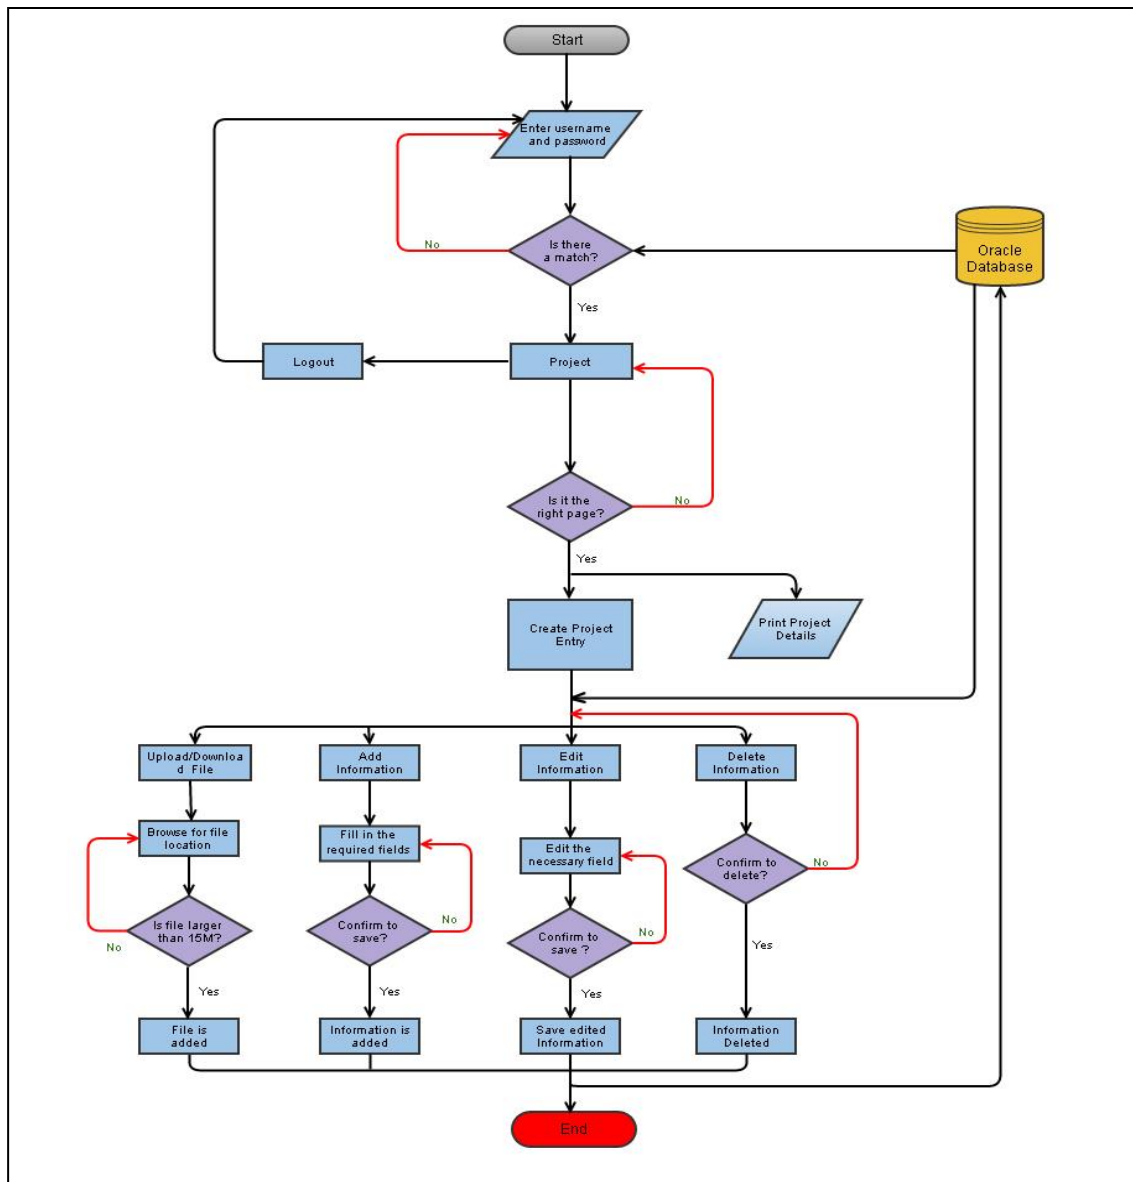 Start
Enter username
and password
Is there
a match?
No
Oracle
Database
Yes
Logout
Project
Is it the
right page?
No
Yes
Create Project
Entry
Print Project
Details
Upload/Downloa
d File
Add
Information
Edit
Information
Delete
Information
Browse for file
location
Fill in the
required fields
Edit the
necessary field
Confirm to
delete?
No
Is file larger
than 15M?
No
Confirm to
save?
No
Confirm to
save ?
No
Yes
Yes
Yes
Yes
File is
added
Information is
added
Save edited
Information
Information
Deleted
End